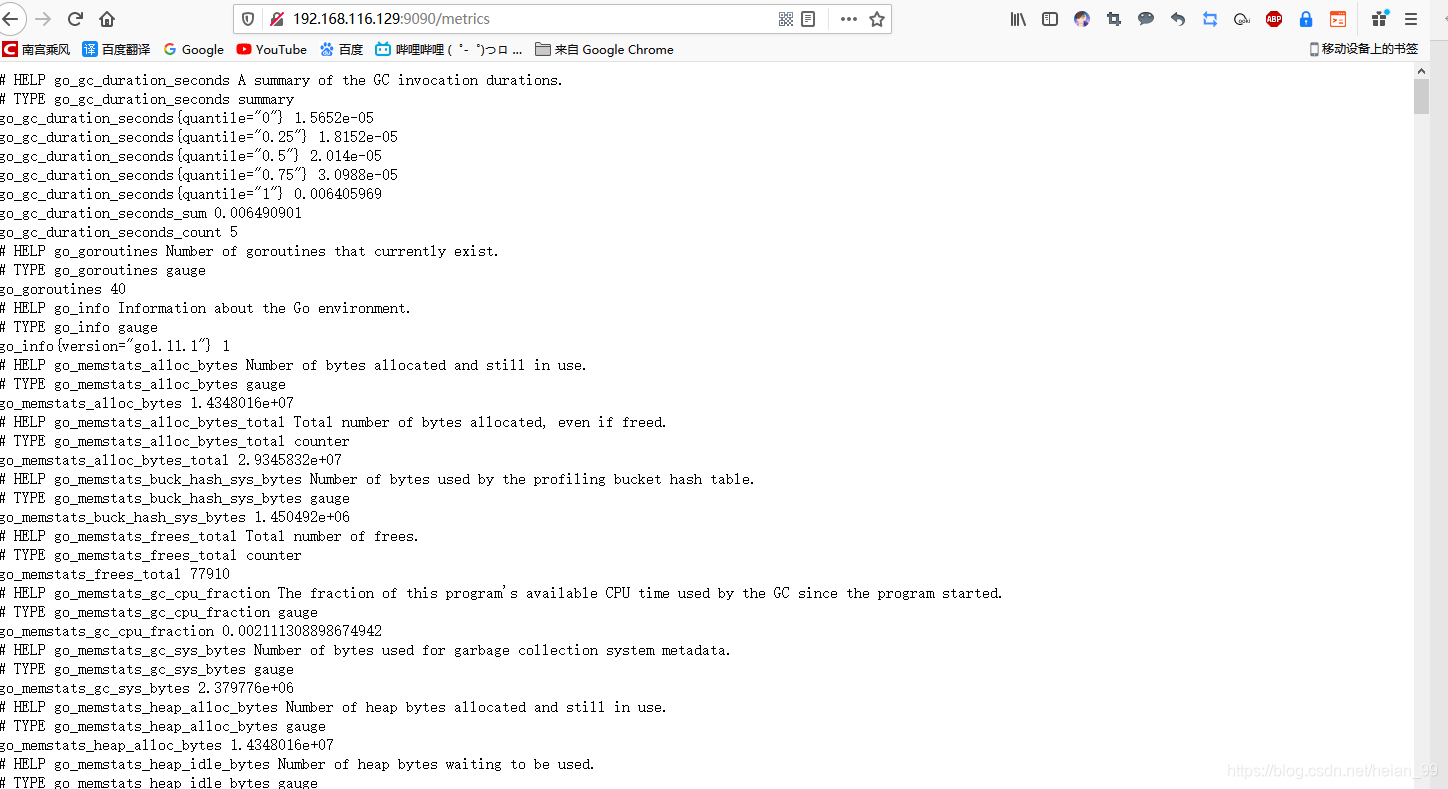 192.168.116.129:9090/metrics
ABP
南宫乘风 译 百度翻译 Google YouTube 百度 哔哩哔哩 ( ゜- ゜)つロ ... 来自 Google Chrome 移动设备上的书签
# HELP go_gc_duration_seconds A summary of the GC invocation durations.
# TYPE go_gc_duration_seconds summary
go_gc_duration_seconds{quantile="0"} 1.5652e-05
go_gc_duration_seconds{quantile="0.25"} 1.8152e-05
go_gc_duration_seconds{quantile="0.5"} 2.014e-05
go_gc_duration_seconds{quantile="0.75"} 3.0988e-05
go_gc_duration_seconds{quantile="1"} 0.006405969
go_gc_duration_seconds_sum 0.006490901
go_gc_duration_seconds_count 5
# HELP go_goroutines Number of goroutines that currently exist.
# TYPE go_goroutines gauge
go_goroutines 40
# HELP go_info Information about the Go environment.
# TYPE go_info gauge
go_info{version="go1.11.1"} 1
# HELP go_memstats_alloc_bytes Number of bytes allocated and still in use.
# TYPE go_memstats_alloc_bytes gauge
go_memstats_alloc_bytes 1.4348016e+07
# HELP go_memstats_alloc_bytes_total Total number of bytes allocated, even if freed.
# TYPE go_memstats_alloc_bytes_total counter
go_memstats_alloc_bytes_total 2.9345832e+07
# HELP go_memstats_buck_hash_sys_bytes Number of bytes used by the profiling bucket hash table.
# TYPE go_memstats_buck_hash_sys_bytes gauge
go_memstats_buck_hash_sys_bytes 1.450492e+06
# HELP go_memstats_frees_total Total number of frees.
# TYPE go_memstats_frees_total counter
go_memstats_frees_total 77910
# HELP go_memstats_gc_cpu_fraction The fraction of this program's available CPU time used by the GC since the program started.
# TYPE go_memstats_gc_cpu_fraction gauge
go_memstats_gc_cpu_fraction 0.002111308898674942
# HELP go_memstats_gc_sys_bytes Number of bytes used for garbage collection system metadata.
# TYPE go_memstats_gc_sys_bytes gauge
go_memstats_gc_sys_bytes 2.379776e+06
# HELP go_memstats_heap_alloc_bytes Number of heap bytes allocated and still in use.
# TYPE go_memstats_heap_alloc_bytes gauge
go_memstats_heap_alloc_bytes 1.4348016e+07
# HELP go_memstats_heap_idle_bytes Number of heap bytes waiting to be used.
# TYPE go_memstats_heap_idle_bytes gauge
https://blog.csdn.net/heian_99